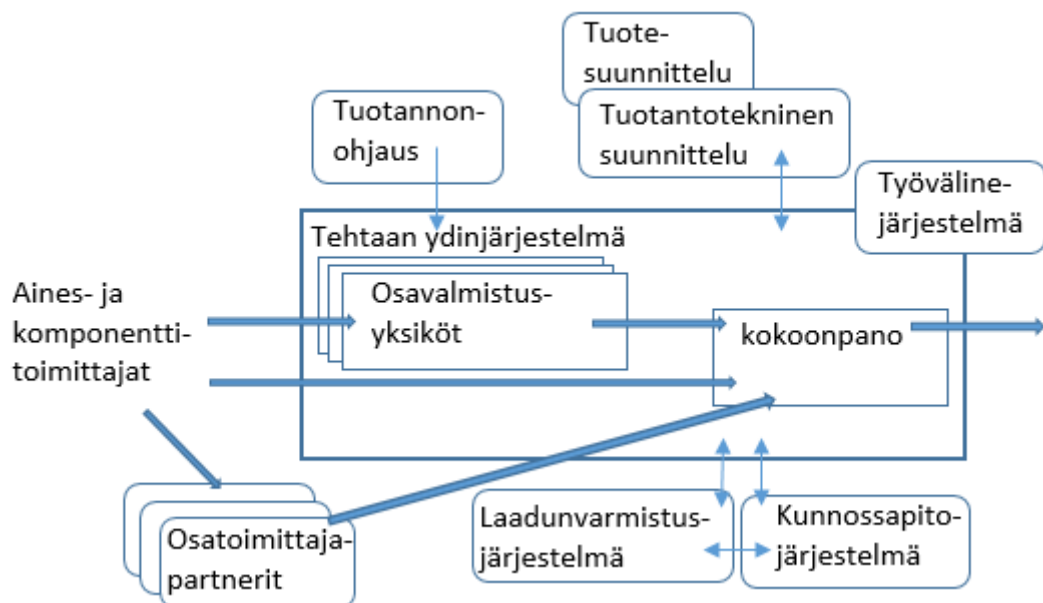 Tuote-
suunnittelu
Tuotannon-
ohjaus
Tuotantotekninen
suunnittelu
Työväline-
järjestelmä
Tehtaan ydinjärjestelmä
Aines- ja
komponentti-
toimittajat
Osavalmistus-
yksiköt
kokoonpano
Osatoimittaja-
partnerit
Laadunvarmistus-
järjestelmä
Kunnossapito-
järjestelmä